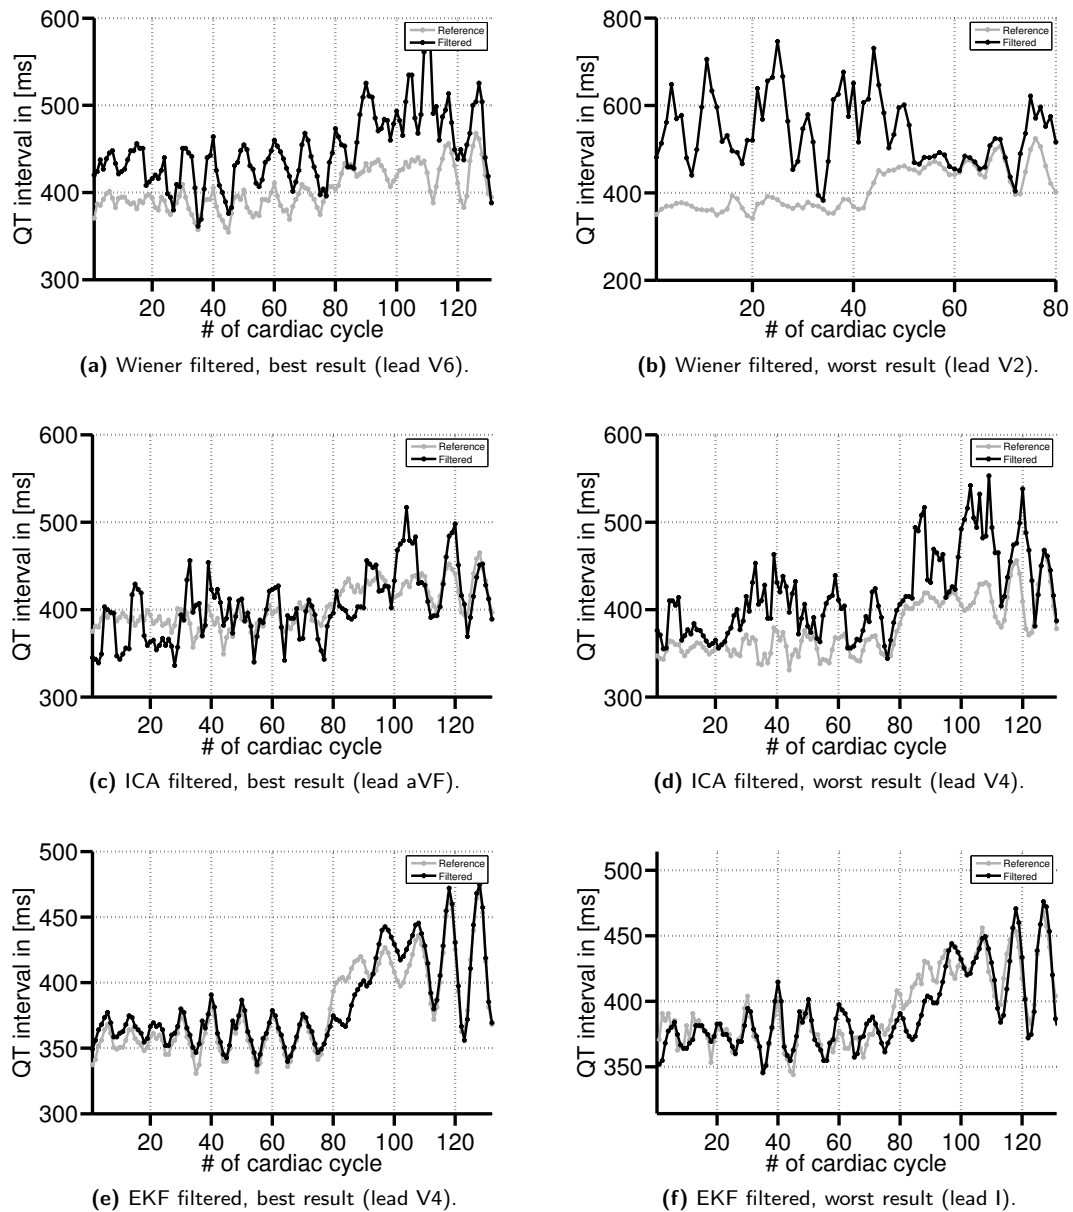 600
500
400
300
QT interval in [ms]
Reference
Filtered
20 40 60 80 100 120
# of cardiac cycle
(a) Wiener filtered, best result (lead V6).
800
600
400
200
QT interval in [ms]
Reference
Filtered
20 40 60 80
# of cardiac cycle
(b) Wiener filtered, worst result (lead V2).
600
500
400
300
QT interval in [ms]
Reference
Filtered
20 40 60 80 100 120
# of cardiac cycle
(c) ICA filtered, best result (lead aVF).
600
500
400
300
QT interval in [ms]
Reference
Filtered
20 40 60 80 100 120
# of cardiac cycle
(d) ICA filtered, worst result (lead V4).
500
450
400
350
300
QT interval in [ms]
Reference
Filtered
20 40 60 80 100 120
# of cardiac cycle
(e) EKF filtered, best result (lead V4).
500
450
400
350
QT interval in [ms]
Reference
Filtered
20 40 60 80 100 120
# of cardiac cycle
(f) EKF filtered, worst result (lead I).